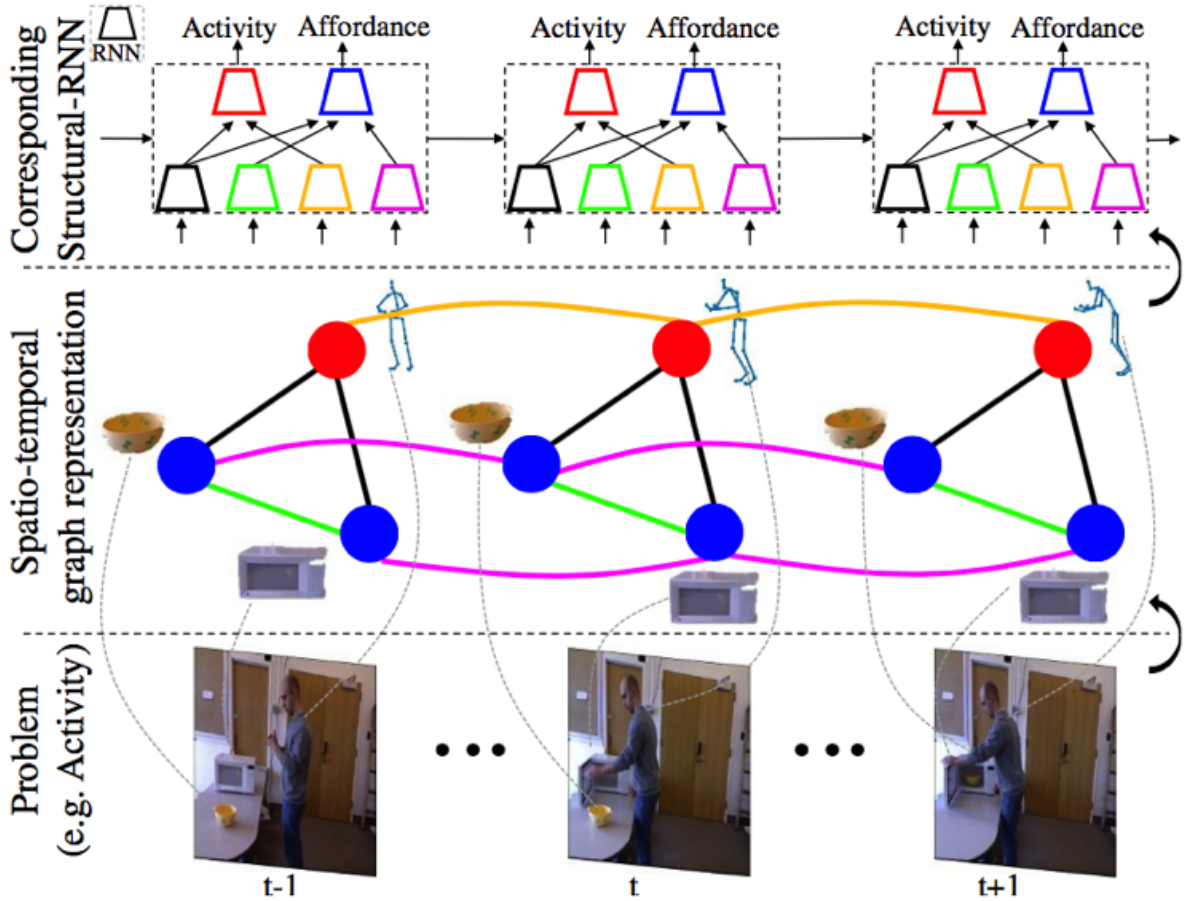 Corresponding
Structural-RNN
RNN
Activity Affordance
Activity Affordance
Activity Affordance
Spatio-temporal
graph representation
Problem
(e.g. Activity)
t-1
t
t+1